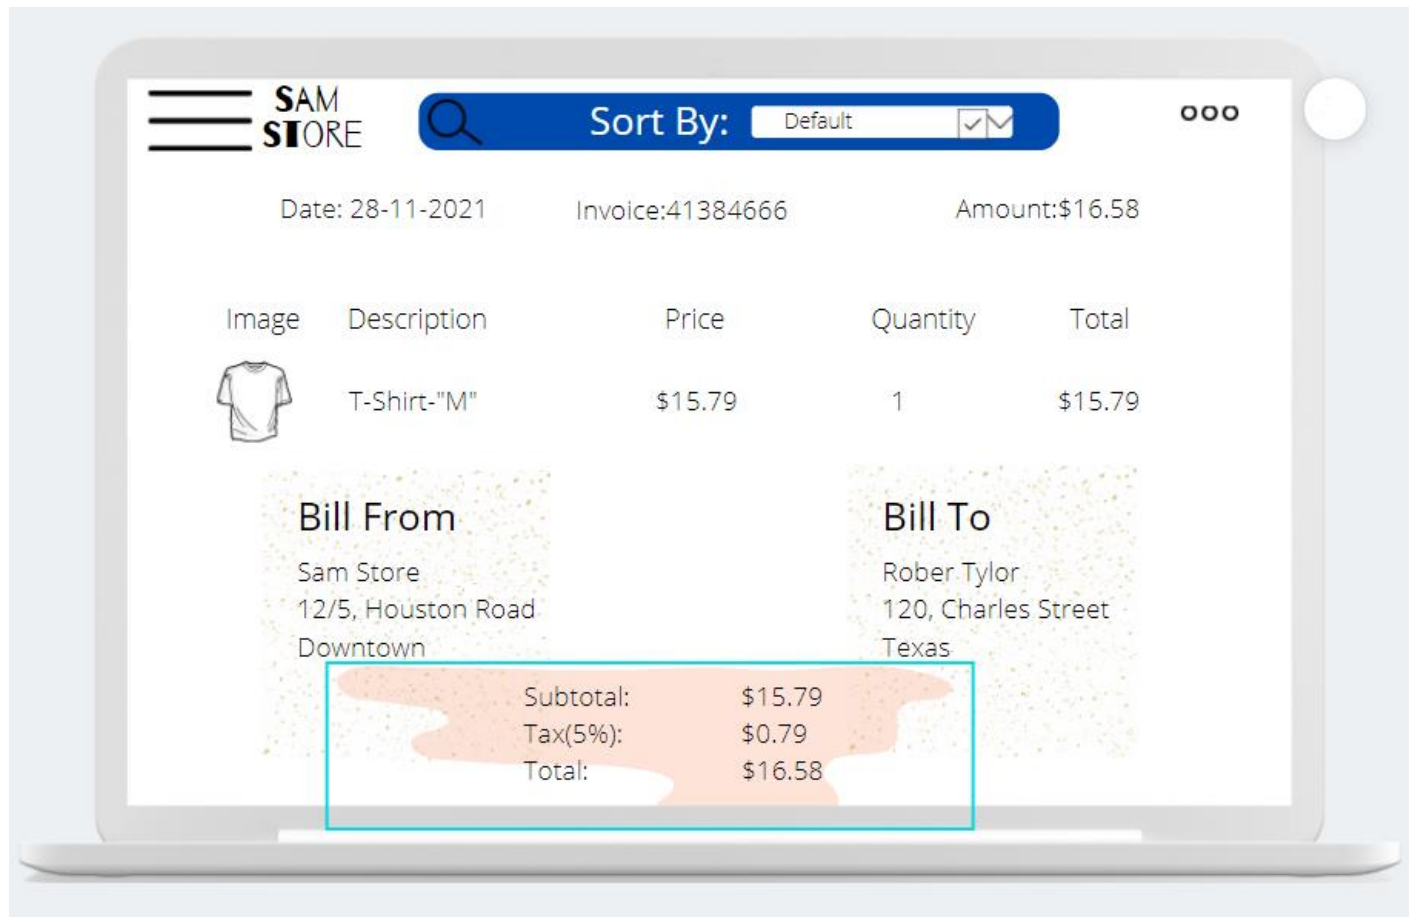 SAM
STORE
Sort By: Default
Date: 28-11-2021 Invoice:41384666 Amount:$16.58
Image Description Price Quantity Total
T-Shirt-"M" $15.79 1 $15.79
Bill From
Sam Store
12/5, Houston Road
Downtown
Bill To
Rober Tylor
120, Charles Street
Texas
Subtotal: $15.79
Tax(5%): $0.79
Total: $16.58